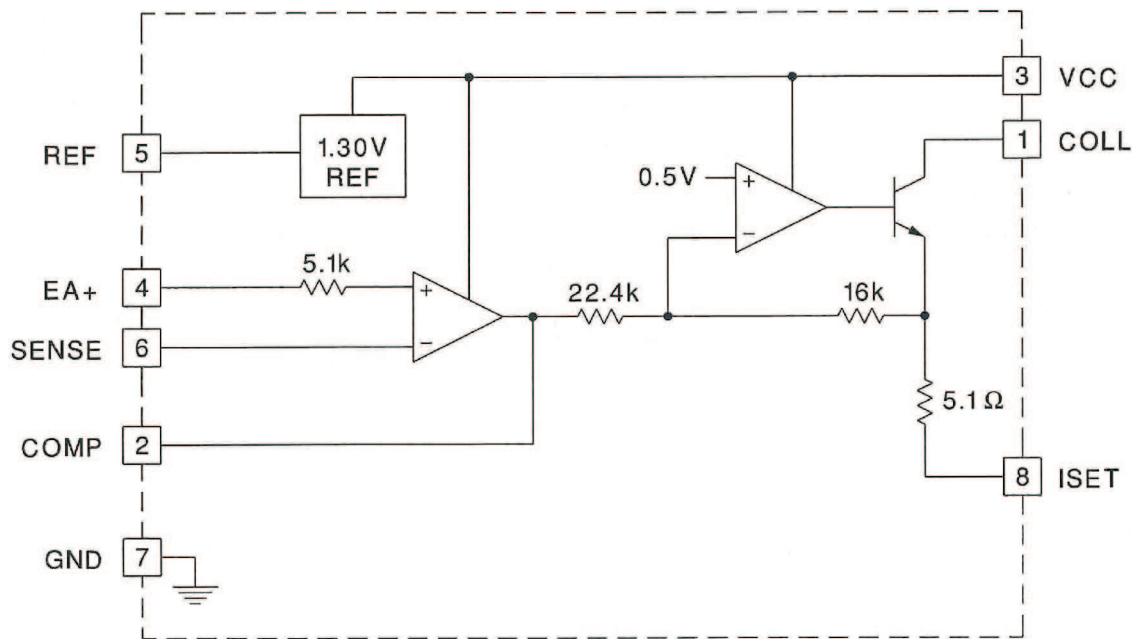 3 VCC
REF 5
1.30V
REF
1 COLL
0.5V
+
−
EA+ 4
5.1k
+
22.4k
16k
SENSE 6
−
5.1 Ω
COMP 2
8 ISET
GND 7